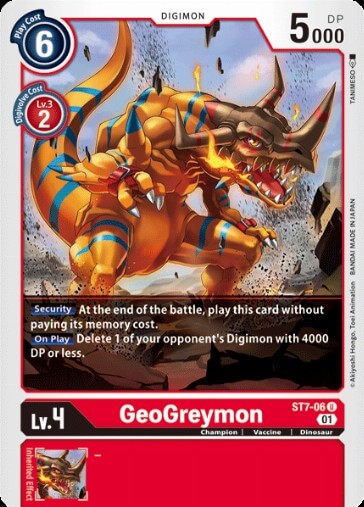 DIGIMON
Play Cost
6
DP
5000
Digivolve Cost
Lv.3
2
TANIMESO
Security At the end of the battle, play this card without
paying its memory cost.
On Play Delete 1 of your opponent's Digimon with 4000
DP or less.
©Akiyoshi Hongo, Toei Animation BANDAI MADE IN JAPAN
Lv.4
GeoGreymon
ST7-06 U
01
Champion | Vaccine | Dinosaur
Inherited Effect
-